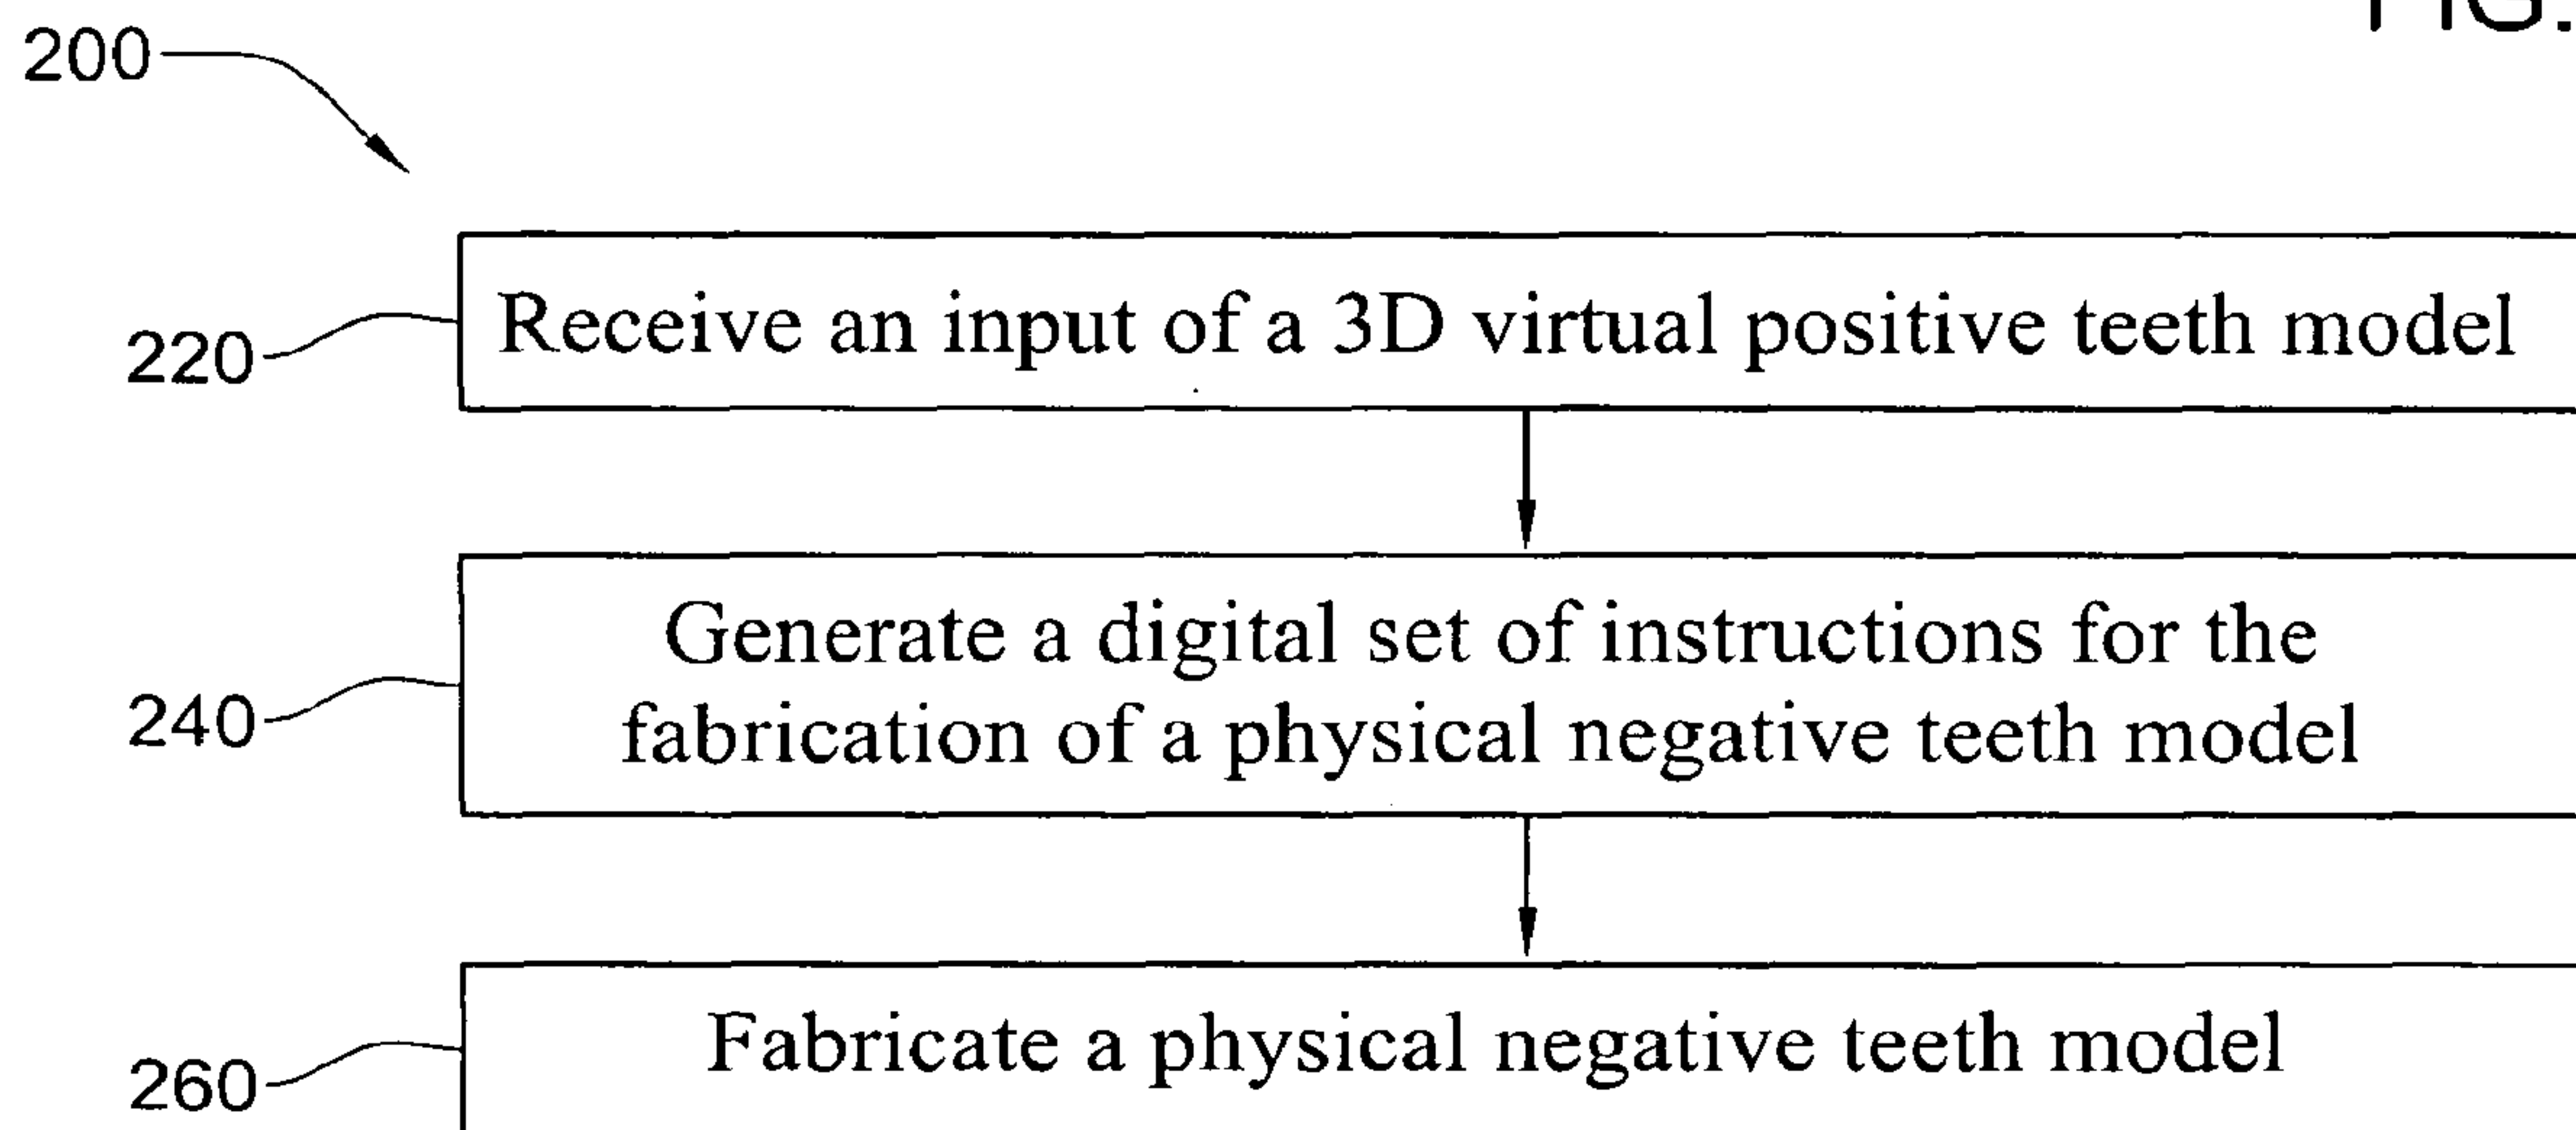 FIG.
200
220
Receive an input of a 3D virtual positive teeth model
240
Generate a digital set of instructions for the
fabrication of a physical negative teeth model
260
Fabricate a physical negative teeth model